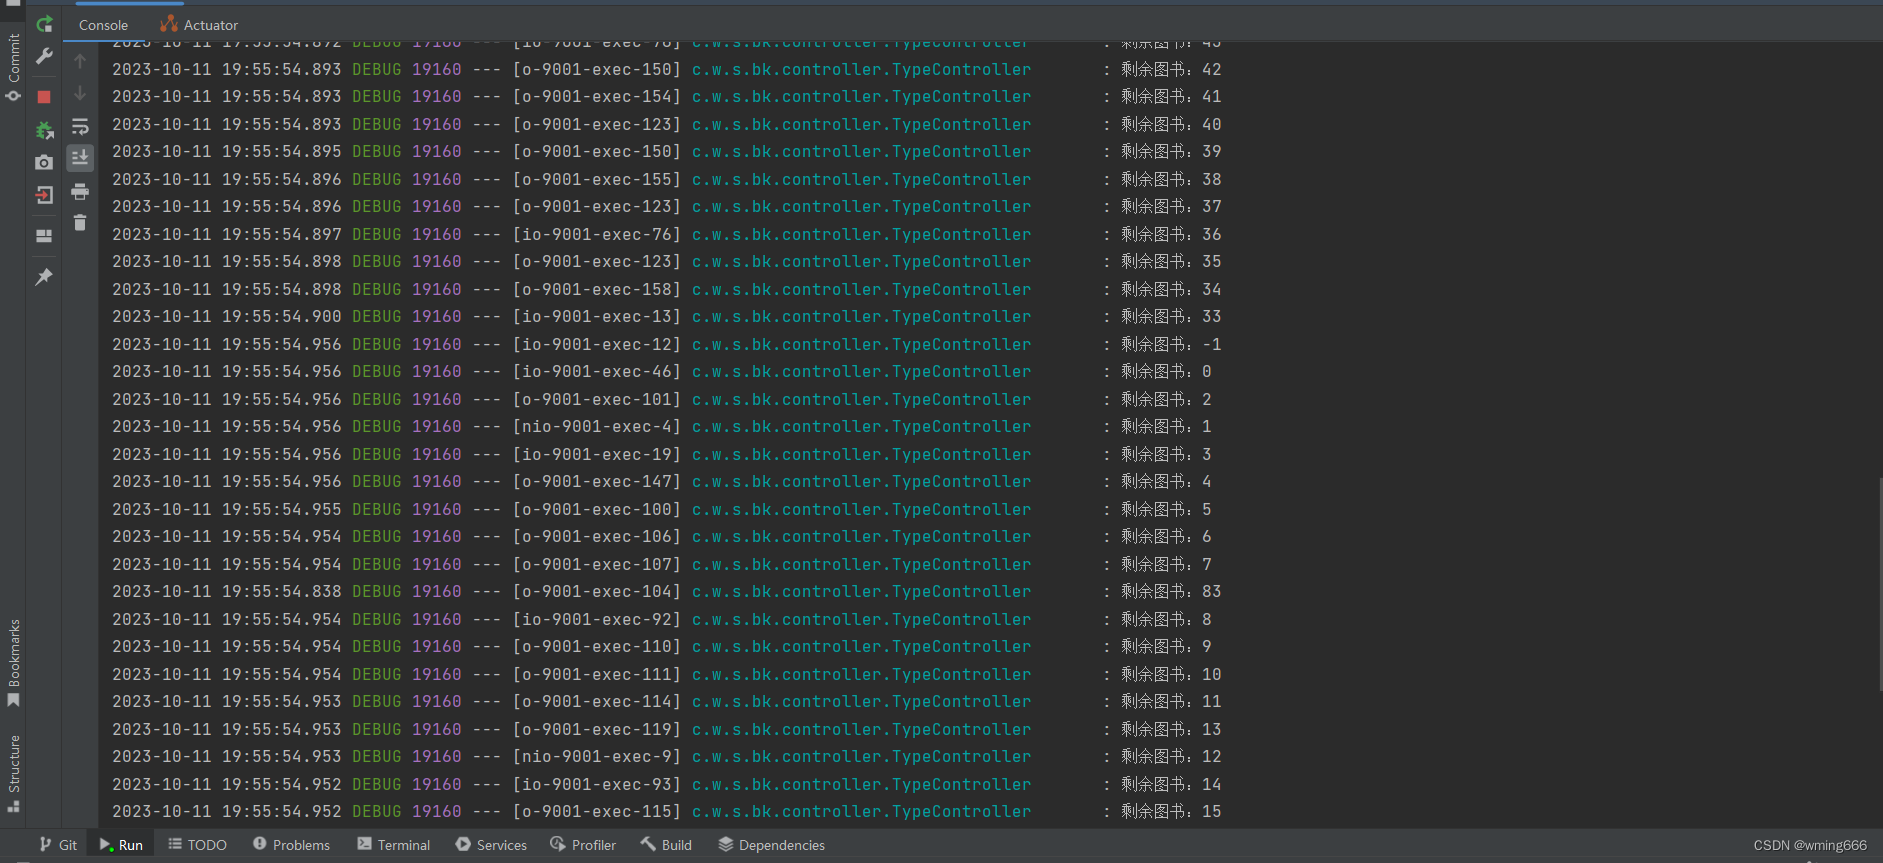 Console
Actuator
Commit
Bookmarks
Structure
2023-10-11 19:55:54.892 DEBUG 19160 --- [io-9001-exec-76] c.w.s.bk.controller.TypeController : 剩余图书：43
2023-10-11 19:55:54.893 DEBUG 19160 --- [o-9001-exec-150] c.w.s.bk.controller.TypeController : 剩余图书：42
2023-10-11 19:55:54.893 DEBUG 19160 --- [o-9001-exec-154] c.w.s.bk.controller.TypeController : 剩余图书：41
2023-10-11 19:55:54.893 DEBUG 19160 --- [o-9001-exec-123] c.w.s.bk.controller.TypeController : 剩余图书：40
2023-10-11 19:55:54.895 DEBUG 19160 --- [o-9001-exec-150] c.w.s.bk.controller.TypeController : 剩余图书：39
2023-10-11 19:55:54.896 DEBUG 19160 --- [o-9001-exec-155] c.w.s.bk.controller.TypeController : 剩余图书：38
2023-10-11 19:55:54.896 DEBUG 19160 --- [o-9001-exec-123] c.w.s.bk.controller.TypeController : 剩余图书：37
2023-10-11 19:55:54.897 DEBUG 19160 --- [io-9001-exec-76] c.w.s.bk.controller.TypeController : 剩余图书：36
2023-10-11 19:55:54.898 DEBUG 19160 --- [o-9001-exec-123] c.w.s.bk.controller.TypeController : 剩余图书：35
2023-10-11 19:55:54.898 DEBUG 19160 --- [o-9001-exec-158] c.w.s.bk.controller.TypeController : 剩余图书：34
2023-10-11 19:55:54.900 DEBUG 19160 --- [io-9001-exec-13] c.w.s.bk.controller.TypeController : 剩余图书：33
2023-10-11 19:55:54.956 DEBUG 19160 --- [io-9001-exec-12] c.w.s.bk.controller.TypeController : 剩余图书：-1
2023-10-11 19:55:54.956 DEBUG 19160 --- [io-9001-exec-46] c.w.s.bk.controller.TypeController : 剩余图书：0
2023-10-11 19:55:54.956 DEBUG 19160 --- [o-9001-exec-101] c.w.s.bk.controller.TypeController : 剩余图书：2
2023-10-11 19:55:54.956 DEBUG 19160 --- [nio-9001-exec-4] c.w.s.bk.controller.TypeController : 剩余图书：1
2023-10-11 19:55:54.956 DEBUG 19160 --- [io-9001-exec-19] c.w.s.bk.controller.TypeController : 剩余图书：3
2023-10-11 19:55:54.956 DEBUG 19160 --- [o-9001-exec-147] c.w.s.bk.controller.TypeController : 剩余图书：4
2023-10-11 19:55:54.955 DEBUG 19160 --- [o-9001-exec-100] c.w.s.bk.controller.TypeController : 剩余图书：5
2023-10-11 19:55:54.954 DEBUG 19160 --- [o-9001-exec-106] c.w.s.bk.controller.TypeController : 剩余图书：6
2023-10-11 19:55:54.954 DEBUG 19160 --- [o-9001-exec-107] c.w.s.bk.controller.TypeController : 剩余图书：7
2023-10-11 19:55:54.838 DEBUG 19160 --- [o-9001-exec-104] c.w.s.bk.controller.TypeController : 剩余图书：83
2023-10-11 19:55:54.954 DEBUG 19160 --- [io-9001-exec-92] c.w.s.bk.controller.TypeController : 剩余图书：8
2023-10-11 19:55:54.954 DEBUG 19160 --- [o-9001-exec-110] c.w.s.bk.controller.TypeController : 剩余图书：9
2023-10-11 19:55:54.954 DEBUG 19160 --- [o-9001-exec-111] c.w.s.bk.controller.TypeController : 剩余图书：10
2023-10-11 19:55:54.953 DEBUG 19160 --- [o-9001-exec-114] c.w.s.bk.controller.TypeController : 剩余图书：11
2023-10-11 19:55:54.953 DEBUG 19160 --- [o-9001-exec-119] c.w.s.bk.controller.TypeController : 剩余图书：13
2023-10-11 19:55:54.953 DEBUG 19160 --- [nio-9001-exec-9] c.w.s.bk.controller.TypeController : 剩余图书：12
2023-10-11 19:55:54.952 DEBUG 19160 --- [io-9001-exec-93] c.w.s.bk.controller.TypeController : 剩余图书：14
2023-10-11 19:55:54.952 DEBUG 19160 --- [o-9001-exec-115] c.w.s.bk.controller.TypeController : 剩余图书：15
Git Run TODO Problems Terminal Services Profiler Build Dependencies
CSDN @wming666